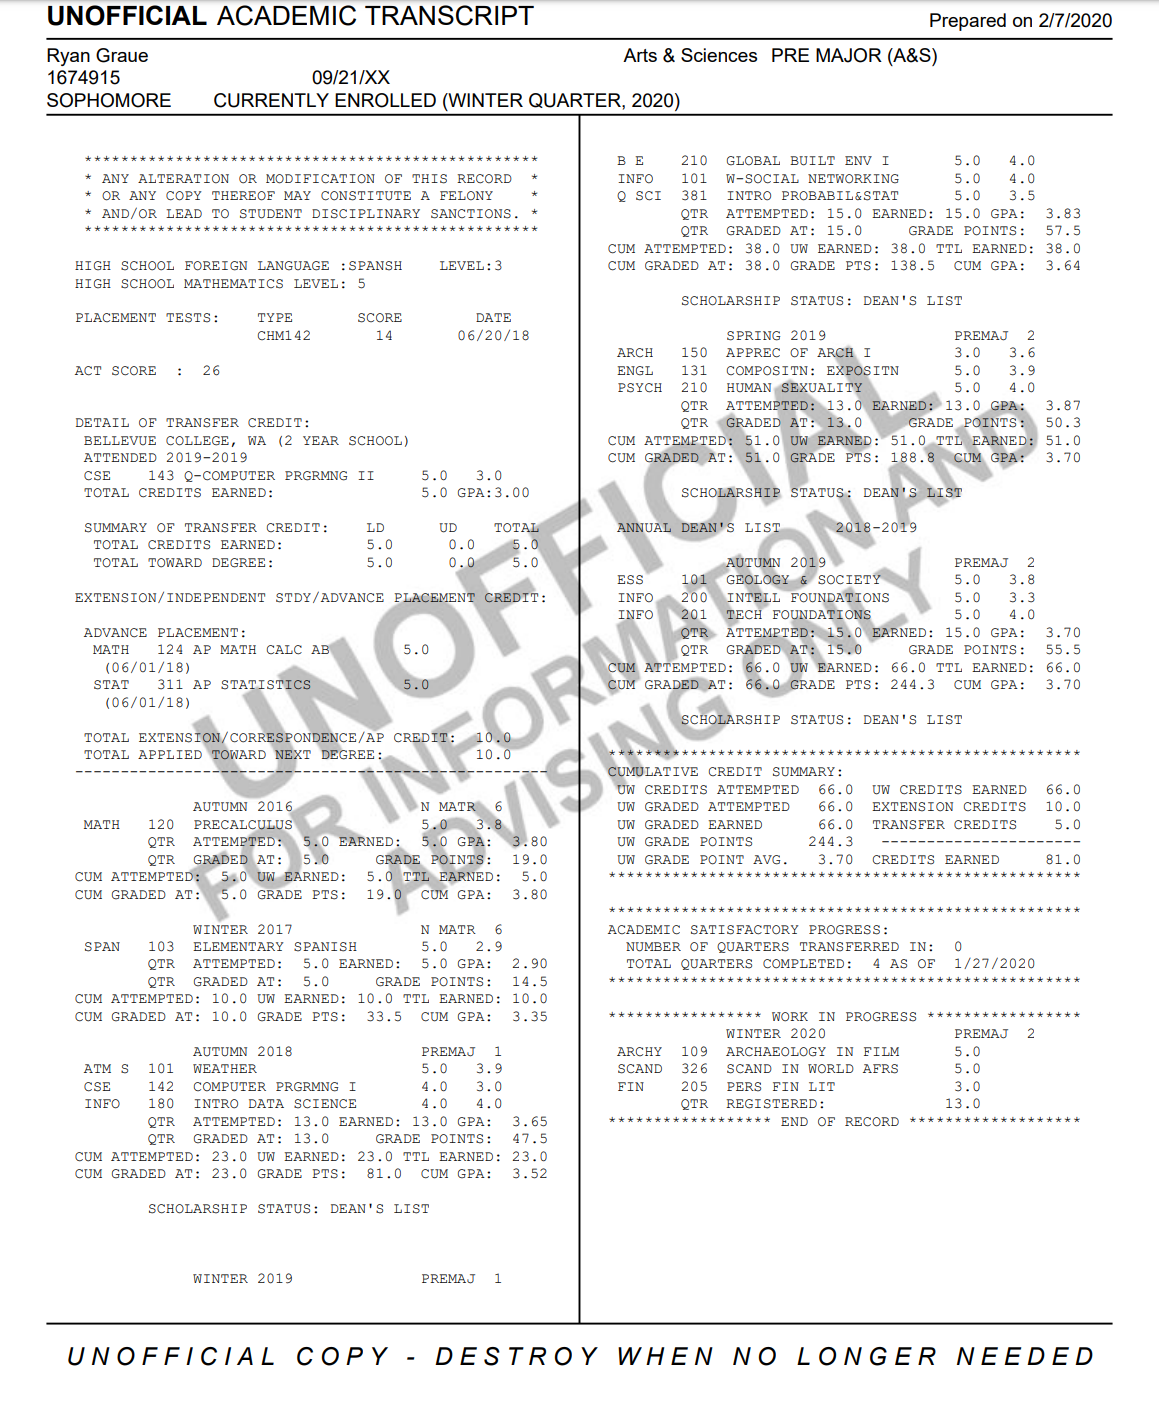 UNOFFICIAL ACADEMIC TRANSCRIPT
Prepared on 2/7/2020
Ryan Graue Arts & Sciences PRE MAJOR (A&S)
1674915 09/21/XX
SOPHOMORE CURRENTLY ENROLLED (WINTER QUARTER, 2020)
**************************************************
* ANY ALTERATION OR MODIFICATION OF THIS RECORD *
* OR ANY COPY THEREOF MAY CONSTITUTE A FELONY *
* AND/OR LEAD TO STUDENT DISCIPLINARY SANCTIONS. *
**************************************************
HIGH SCHOOL FOREIGN LANGUAGE :SPANSH LEVEL:3
HIGH SCHOOL MATHEMATICS LEVEL: 5
PLACEMENT TESTS: TYPE SCORE DATE
CHM142 14 06/20/18
ACT SCORE : 26
DETAIL OF TRANSFER CREDIT:
BELLEVUE COLLEGE, WA (2 YEAR SCHOOL)
ATTENDED 2019-2019
CSE 143 Q-COMPUTER PRGRMNG II 5.0 3.0
TOTAL CREDITS EARNED: 5.0 GPA:3.00
SUMMARY OF TRANSFER CREDIT: LD UD TOTAL
TOTAL CREDITS EARNED: 5.0 0.0 5.0
TOTAL TOWARD DEGREE: 5.0 0.0 5.0
EXTENSION/INDEPENDENT STDY/ADVANCE PLACEMENT CREDIT:
ADVANCE PLACEMENT:
MATH 124 AP MATH CALC AB 5.0
(06/01/18)
STAT 311 AP STATISTICS 5.0
(06/01/18)
TOTAL EXTENSION/CORRESPONDENCE/AP CREDIT: 10.0
TOTAL APPLIED TOWARD NEXT DEGREE: 10.0
----------------------------------------------------
AUTUMN 2016 N MATR 6
MATH 120 PRECALCULUS 5.0 3.8
QTR ATTEMPTED: 5.0 EARNED: 5.0 GPA: 3.80
QTR GRADED AT: 5.0 GRADE POINTS: 19.0
CUM ATTEMPTED: 5.0 UW EARNED: 5.0 TTL EARNED: 5.0
CUM GRADED AT: 5.0 GRADE PTS: 19.0 CUM GPA: 3.80
WINTER 2017 N MATR 6
SPAN 103 ELEMENTARY SPANISH 5.0 2.9
QTR ATTEMPTED: 5.0 EARNED: 5.0 GPA: 2.90
QTR GRADED AT: 5.0 GRADE POINTS: 14.5
CUM ATTEMPTED: 10.0 UW EARNED: 10.0 TTL EARNED: 10.0
CUM GRADED AT: 10.0 GRADE PTS: 33.5 CUM GPA: 3.35
AUTUMN 2018 PREMAJ 1
ATM S 101 WEATHER 5.0 3.9
CSE 142 COMPUTER PRGRMNG I 4.0 3.0
INFO 180 INTRO DATA SCIENCE 4.0 4.0
QTR ATTEMPTED: 13.0 EARNED: 13.0 GPA: 3.65
QTR GRADED AT: 13.0 GRADE POINTS: 47.5
CUM ATTEMPTED: 23.0 UW EARNED: 23.0 TTL EARNED: 23.0
CUM GRADED AT: 23.0 GRADE PTS: 81.0 CUM GPA: 3.52
SCHOLARSHIP STATUS: DEAN'S LIST
WINTER 2019 PREMAJ 1
B E 210 GLOBAL BUILT ENV I 5.0 4.0
INFO 101 W-SOCIAL NETWORKING 5.0 4.0
Q SCI 381 INTRO PROBABIL&STAT 5.0 3.5
QTR ATTEMPTED: 15.0 EARNED: 15.0 GPA: 3.83
QTR GRADED AT: 15.0 GRADE POINTS: 57.5
CUM ATTEMPTED: 38.0 UW EARNED: 38.0 TTL EARNED: 38.0
CUM GRADED AT: 38.0 GRADE PTS: 138.5 CUM GPA: 3.64
SCHOLARSHIP STATUS: DEAN'S LIST
SPRING 2019 PREMAJ 2
ARCH 150 APPREC OF ARCH I 3.0 3.6
ENGL 131 COMPOSITN: EXPOSITN 5.0 3.9
PSYCH 210 HUMAN SEXUALITY 5.0 4.0
QTR ATTEMPTED: 13.0 EARNED: 13.0 GPA: 3.87
QTR GRADED AT: 13.0 GRADE POINTS: 50.3
CUM ATTEMPTED: 51.0 UW EARNED: 51.0 TTL EARNED: 51.0
CUM GRADED AT: 51.0 GRADE PTS: 188.8 CUM GPA: 3.70
SCHOLARSHIP STATUS: DEAN'S LIST
ANNUAL DEAN'S LIST 2018-2019
AUTUMN 2019 PREMAJ 2
ESS 101 GEOLOGY & SOCIETY 5.0 3.8
INFO 200 INTELL FOUNDATIONS 5.0 3.3
INFO 201 TECH FOUNDATIONS 5.0 4.0
QTR ATTEMPTED: 15.0 EARNED: 15.0 GPA: 3.70
QTR GRADED AT: 15.0 GRADE POINTS: 55.5
CUM ATTEMPTED: 66.0 UW EARNED: 66.0 TTL EARNED: 66.0
CUM GRADED AT: 66.0 GRADE PTS: 244.3 CUM GPA: 3.70
SCHOLARSHIP STATUS: DEAN'S LIST
****************************************************
CUMULATIVE CREDIT SUMMARY:
UW CREDITS ATTEMPTED 66.0 UW CREDITS EARNED 66.0
UW GRADED ATTEMPTED 66.0 EXTENSION CREDITS 10.0
UW GRADED EARNED 66.0 TRANSFER CREDITS 5.0
UW GRADE POINTS 244.3 ----------------------
UW GRADE POINT AVG. 3.70 CREDITS EARNED 81.0
****************************************************
****************************************************
ACADEMIC SATISFACTORY PROGRESS:
NUMBER OF QUARTERS TRANSFERRED IN: 0
TOTAL QUARTERS COMPLETED: 4 AS OF 1/27/2020
****************************************************
***************** WORK IN PROGRESS *****************
WINTER 2020 PREMAJ 2
ARCHY 109 ARCHAEOLOGY IN FILM 5.0
SCAND 326 SCAND IN WORLD AFRS 5.0
FIN 205 PERS FIN LIT 3.0
QTR REGISTERED: 13.0
****************** END OF RECORD *******************
UNOFFICIAL
FOR INFORMATION AND
ADVISING ONLY
UNOFFICIAL COPY - DESTROY WHEN NO LONGER NEEDED